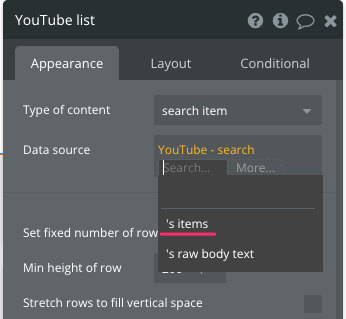 YouTube list
Appearance
Layout
Conditional
Type of content
search item
Data source
YouTube - search
Search...
More...
's items
Set fixed number of row
's raw body text
Min height of row
Stretch rows to fill vertical space